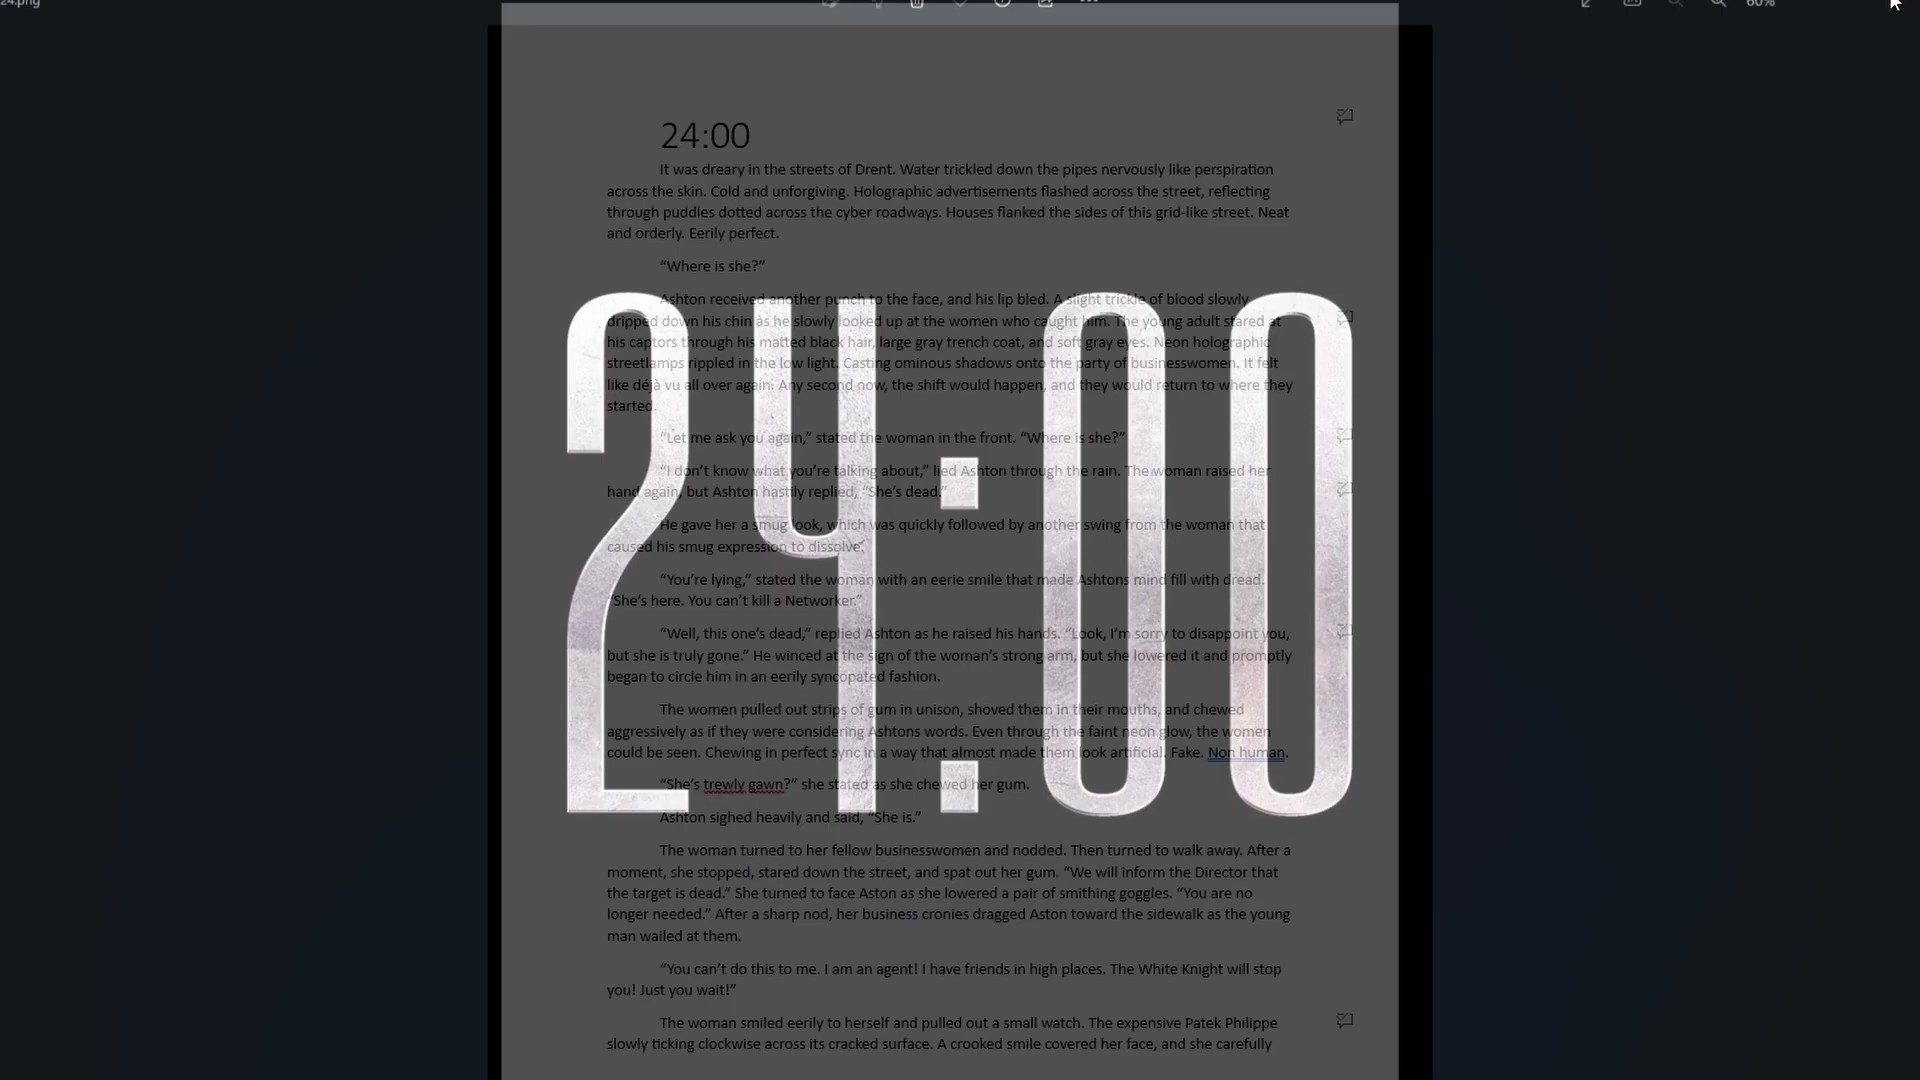 24.png
60%
24:00
It was dreary in the streets of Drent. Water trickled down the pipes nervously like perspiration
across the skin. Cold and unforgiving. Holographic advertisements flashed across the street, reflecting
through puddles dotted across the cyber roadways. Houses flanked the sides of this grid-like street. Neat
and orderly. Eerily perfect.
“Where is she?”
Ashton received another punch to the face, and his lip bled. A slight trickle of blood slowly
dripped down his chin as he slowly looked up at the women who caught him. The young adult stared at
his captors through his matted black hair, large gray trench coat, and soft gray eyes. Neon holographic
streetlamps rippled in the low light. Casting ominous shadows onto the party of businesswomen. It felt
like déjà vu all over again. Any second now, the shift would happen, and they would return to where they
started.
“Let me ask you again,” stated the woman in the front. “Where is she?”
“I don’t know what you’re talking about,” lied Ashton through the rain. The woman raised her
hand again, but Ashton hastily replied, “She’s dead.”
He gave her a smug look, which was quickly followed by another swing from the woman that
caused his smug expression to dissolve.
“You’re lying,” stated the woman with an eerie smile that made Ashtons mind fill with dread.
“She’s here. You can’t kill a Networker.”
“Well, this one’s dead,” replied Ashton as he raised his hands. “Look, I’m sorry to disappoint you,
but she is truly gone.” He winced at the sign of the woman’s strong arm, but she lowered it and promptly
began to circle him in an eerily syncopated fashion.
The women pulled out strips of gum in unison, shoved them in their mouths, and chewed
aggressively as if they were considering Ashtons words. Even through the faint neon glow, the women
could be seen. Chewing in perfect sync in a way that almost made them look artificial. Fake. Non human.
“She’s trewly gawn?” she stated as she chewed her gum.
Ashton sighed heavily and said, “She is.”
The woman turned to her fellow businesswomen and nodded. Then turned to walk away. After a
moment, she stopped, stared down the street, and spat out her gum. “We will inform the Director that
the target is dead.” She turned to face Aston as she lowered a pair of smithing goggles. “You are no
longer needed.” After a sharp nod, her business cronies dragged Aston toward the sidewalk as the young
man wailed at them.
“You can’t do this to me. I am an agent! I have friends in high places. The White Knight will stop
you! Just you wait!”
The woman smiled eerily to herself and pulled out a small watch. The expensive Patek Philippe
slowly ticking clockwise across its cracked surface. A crooked smile covered her face, and she carefully
24:00